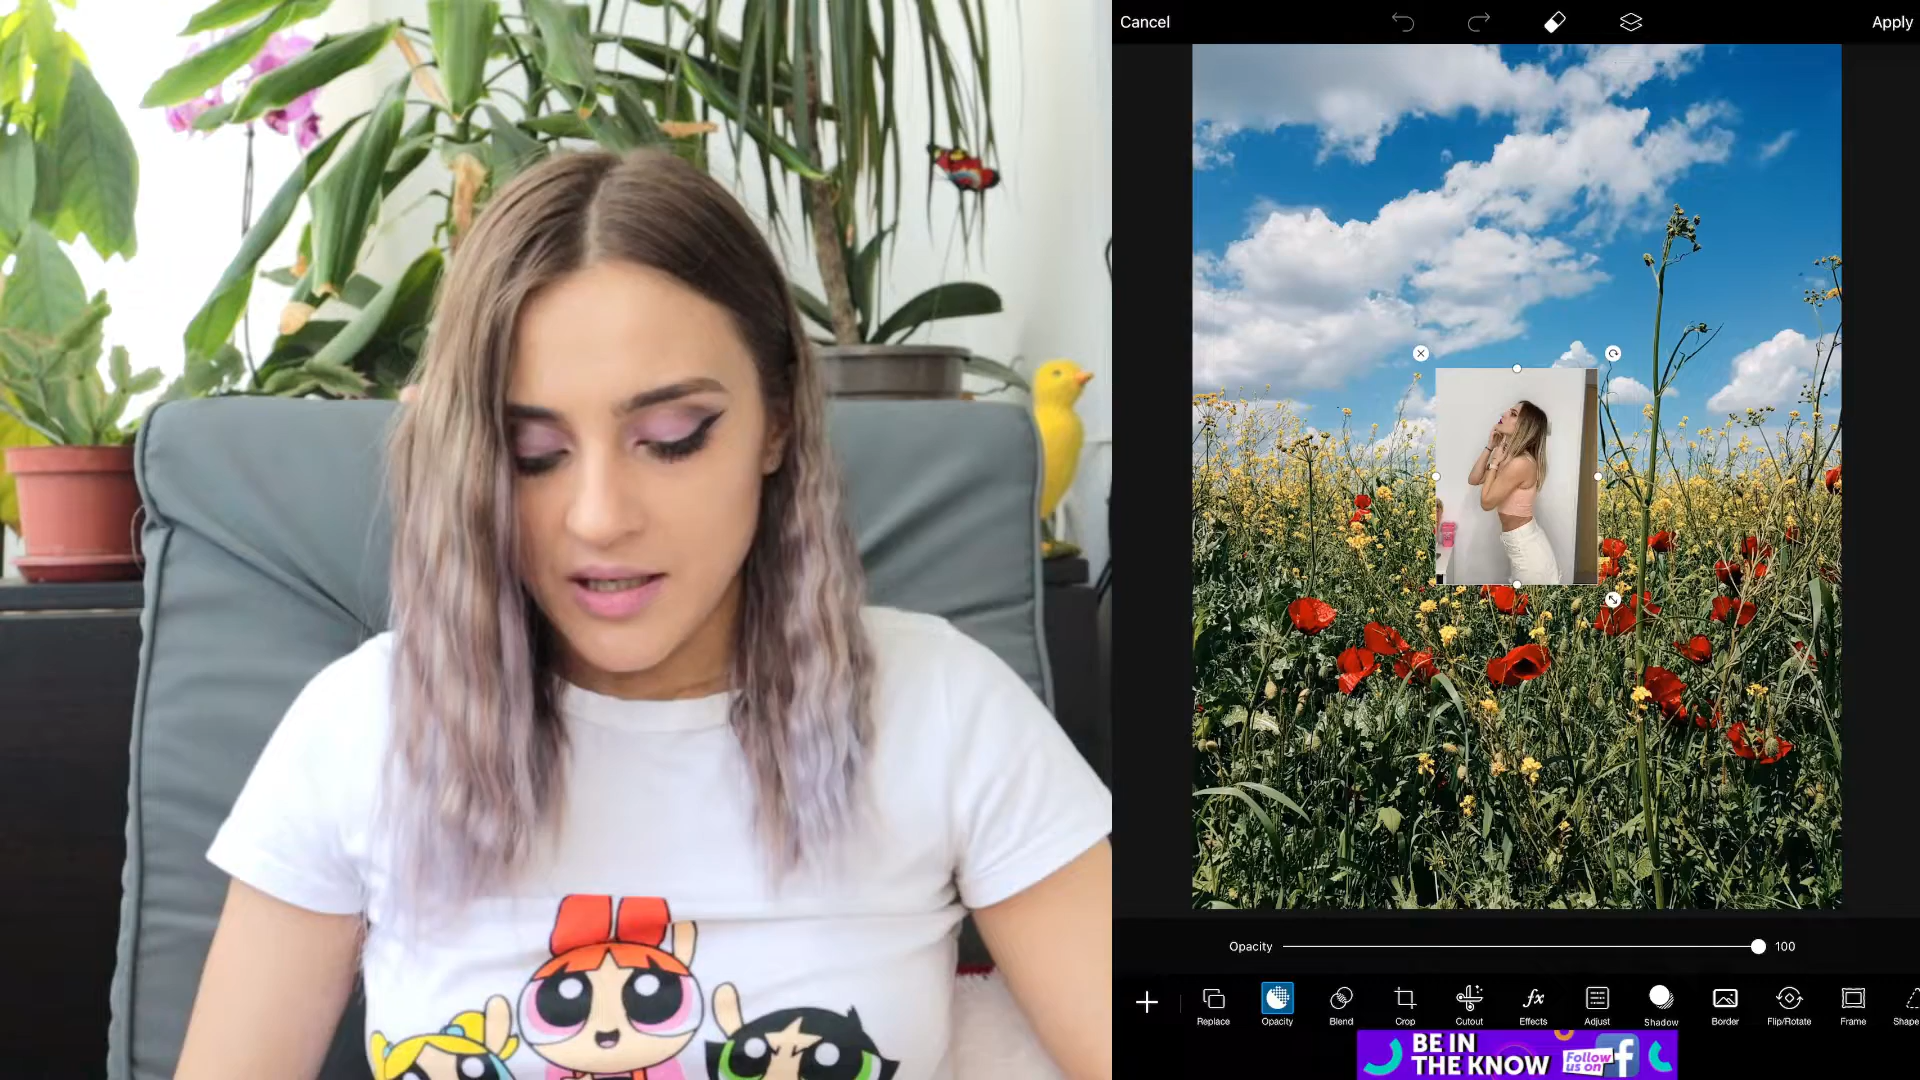 Cancel
Apply
Opacity 100
Replace
Opacity
Blend
Crop
Cutout
Effects
Adjust
Shadow
Border
Flip/Rotate
Frame
Shape
fx
BE IN
THE KNOW
Follow
us on
f